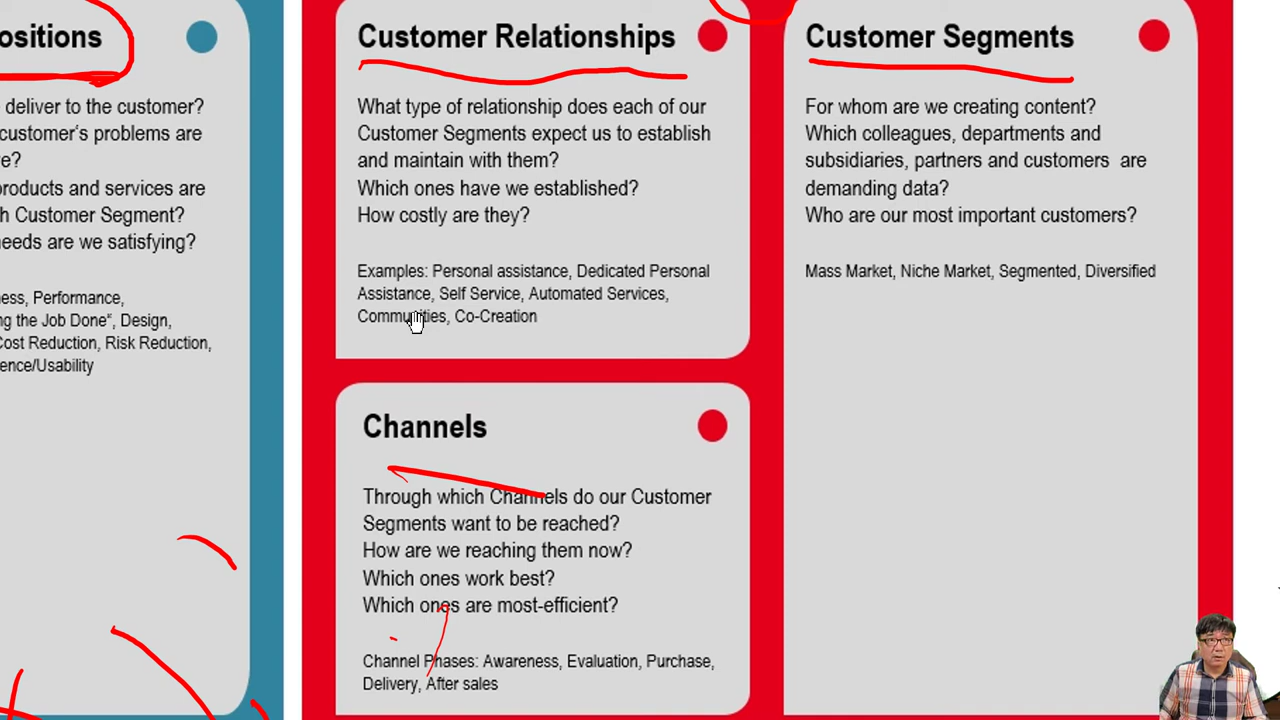 ositions
deliver to the customer?
customer's problems are
ve?
products and services are
h Customer Segment?
needs are we satisfying?
ness, Performance,
ng the Job Done“, Design,
Cost Reduction, Risk Reduction,
ence/Usability
Customer Relationships
What type of relationship does each of our
Customer Segments expect us to establish
and maintain with them?
Which ones have we established?
How costly are they?
Examples: Personal assistance, Dedicated Personal
Assistance, Self Service, Automated Services,
Communities, Co-Creation
Channels
Through which Channels do our Customer
Segments want to be reached?
How are we reaching them now?
Which ones work best?
Which ones are most-efficient?
Channel Phases: Awareness, Evaluation, Purchase,
Delivery, After sales
Customer Segments
For whom are we creating content?
Which colleagues, departments and
subsidiaries, partners and customers are
demanding data?
Who are our most important customers?
Mass Market, Niche Market, Segmented, Diversified